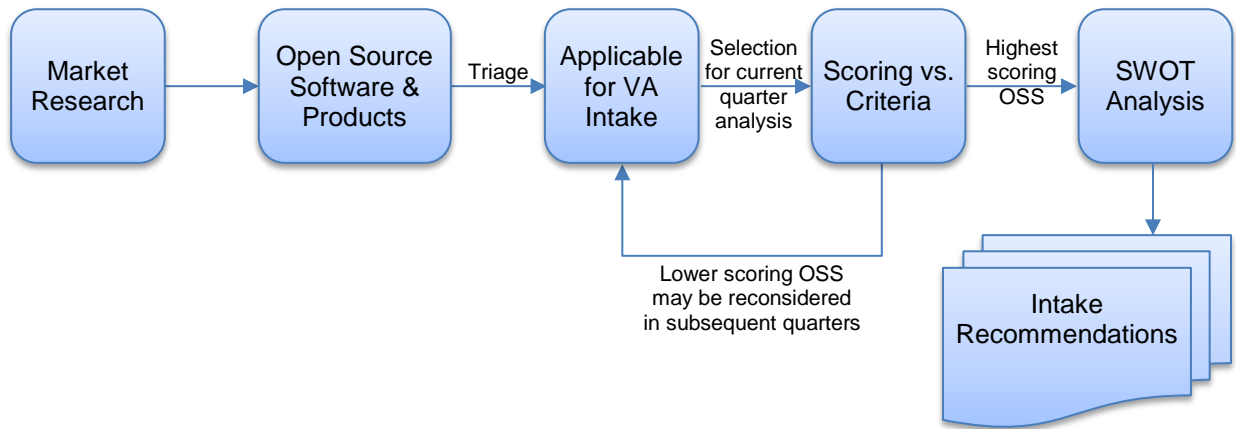 Market
Research
Open Source
Software &
Products
Triage
Applicable
for VA
Intake
Selection
for current
quarter
analysis
Scoring vs.
Criteria
Highest
scoring
OSS
SWOT
Analysis
Lower scoring OSS
may be reconsidered
in subsequent quarters
Intake
Recommendations